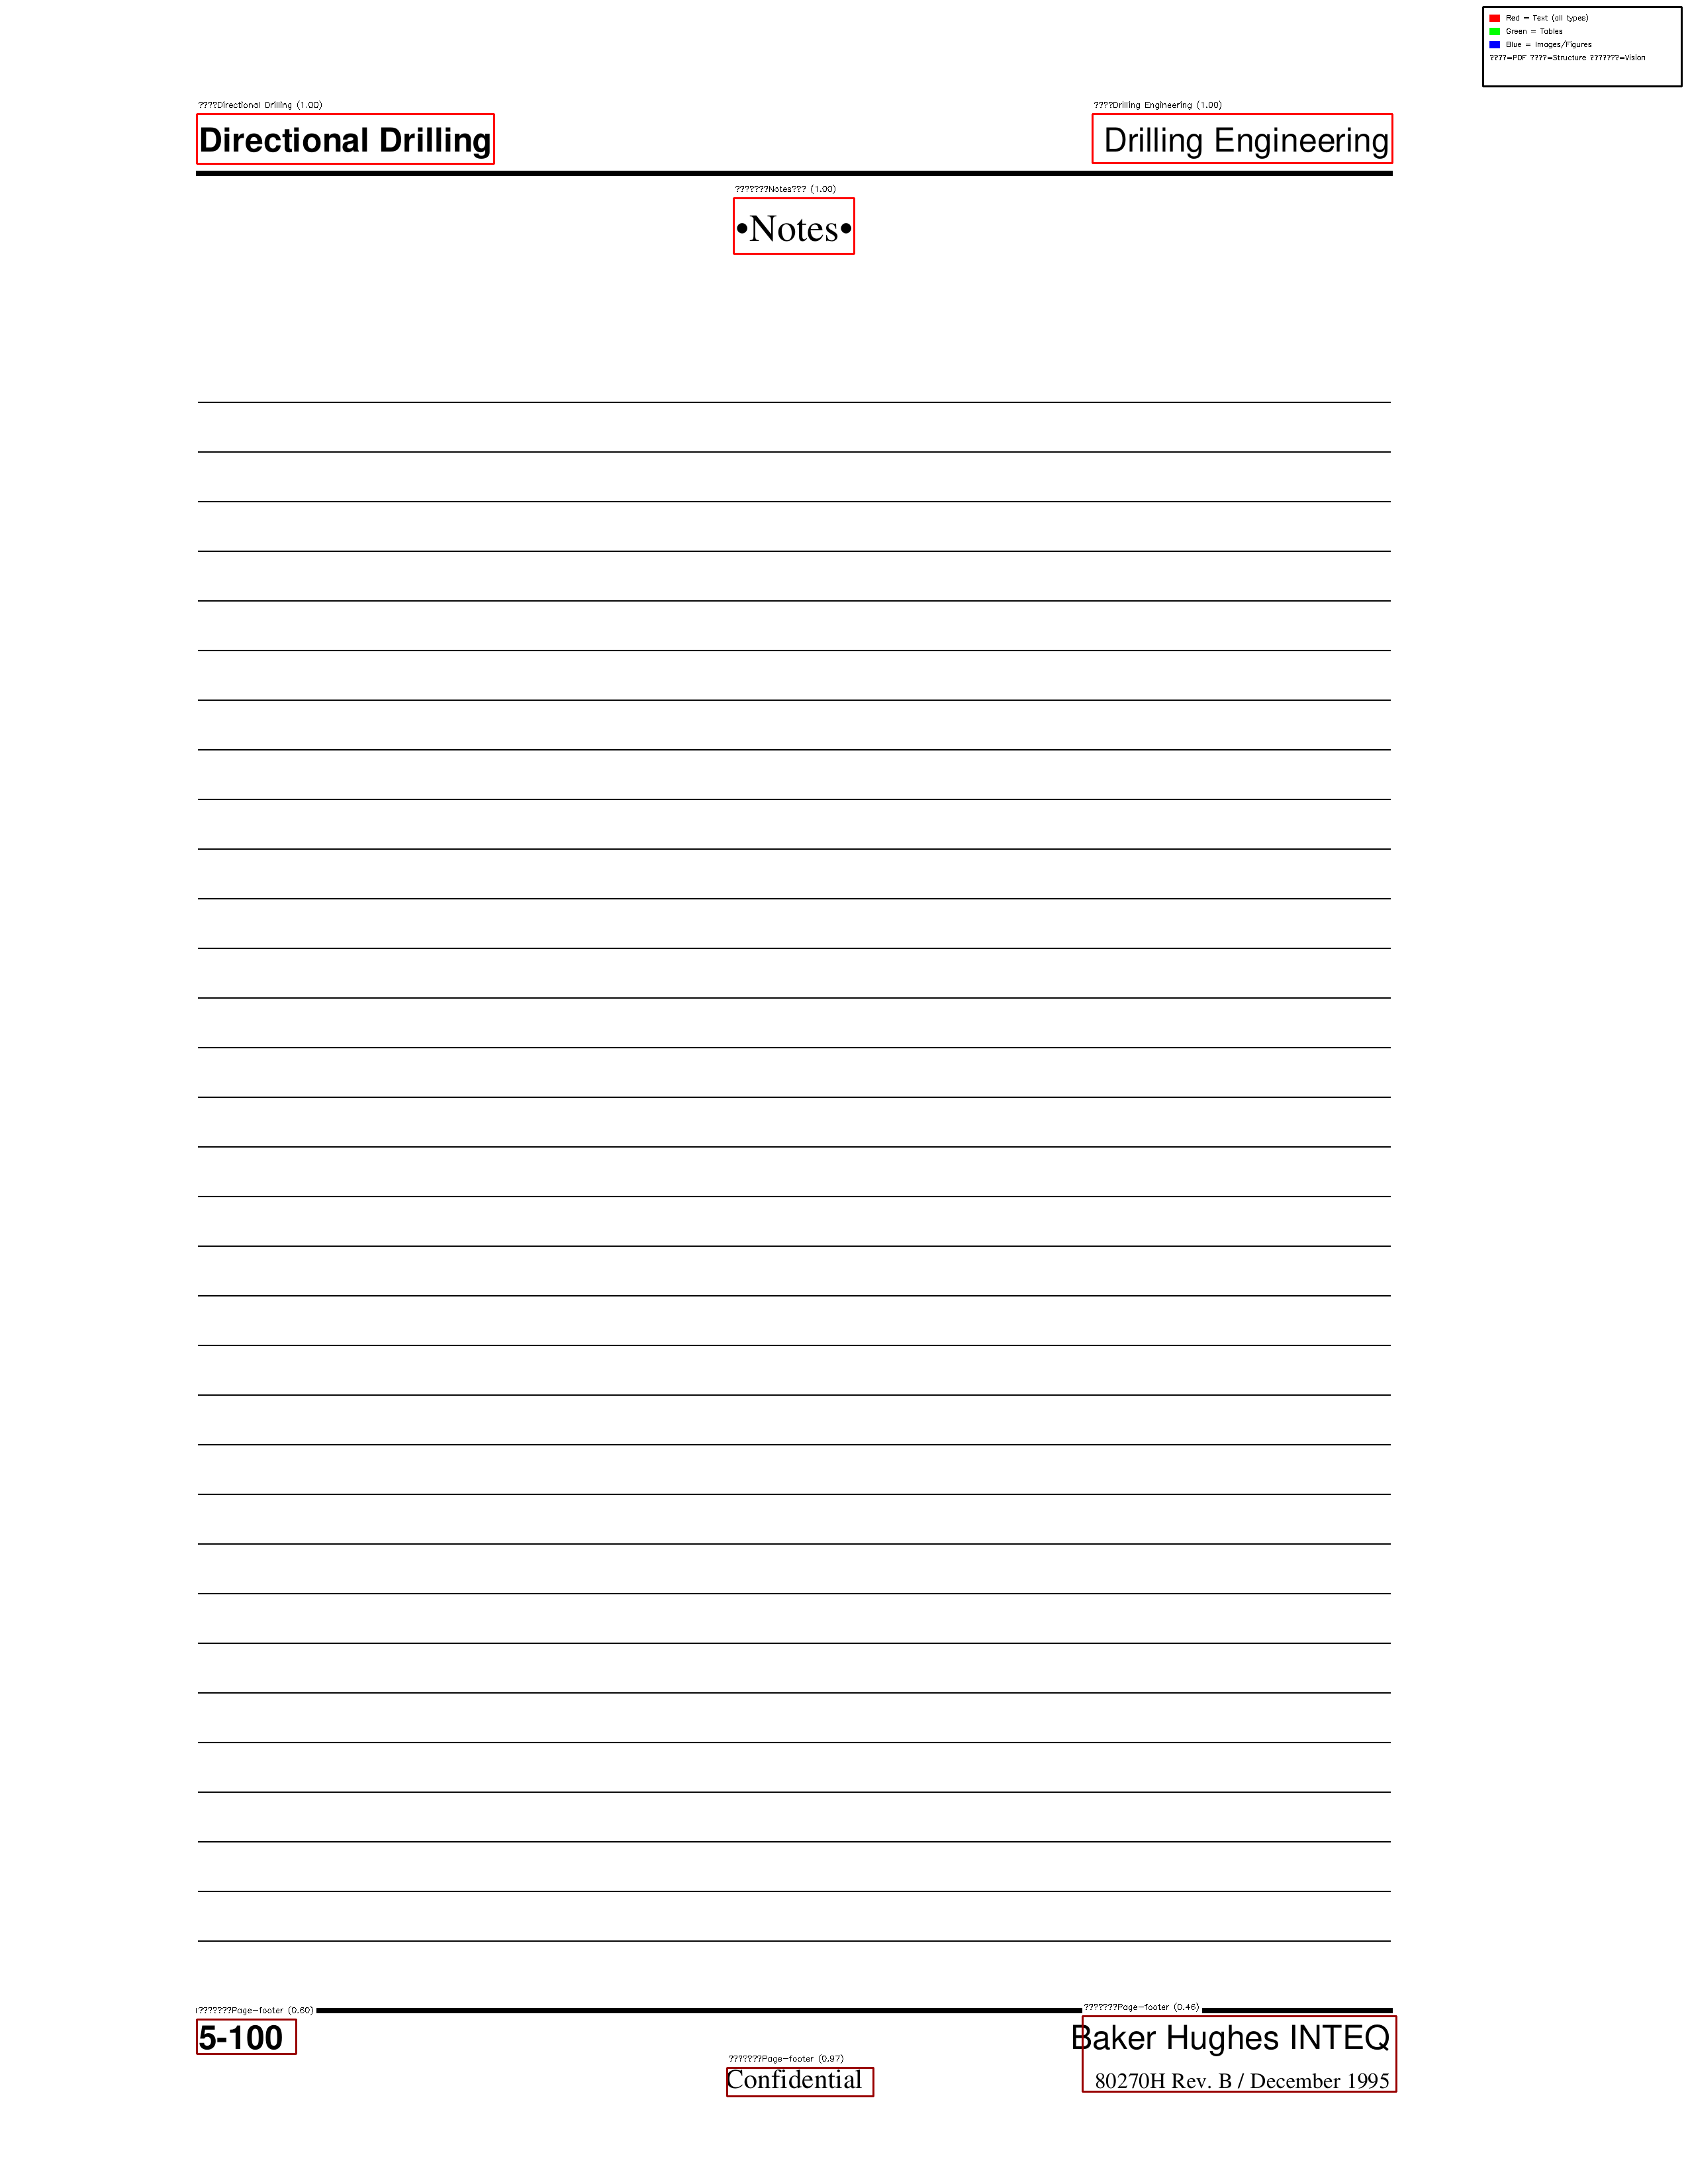 Red = Text (all types)
Green = Tables
Blue = Images/Figures
????=PDF ????=Structure ???????=Vision
????Directional Drilling (1.00)
????Drilling Engineering (1.00)
Directional Drilling
Drilling Engineering
???????Notes??? (1.00)
•Notes•
???????Page-footer (0.60)
???????Page-footer (0.46)
5-100
Baker Hughes INTEQ
???????Page-footer (0.97)
Confidential
80270H Rev. B / December 1995